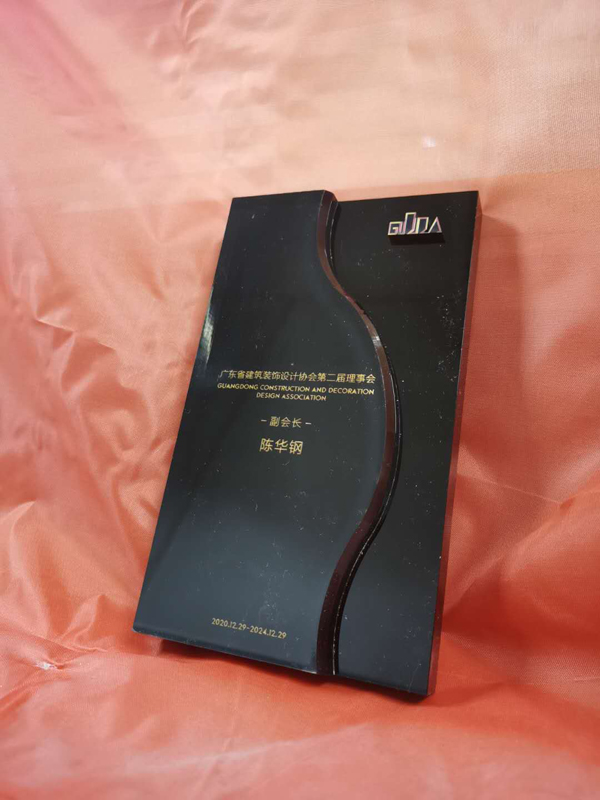 广东省建筑装饰设计协会第二届理事会
GUANGDONG CONSTRUCTION AND DECORATION
DESIGN ASSOCIATION
– 副会长 –
陈华钢
2020.12.29-2024.12.29